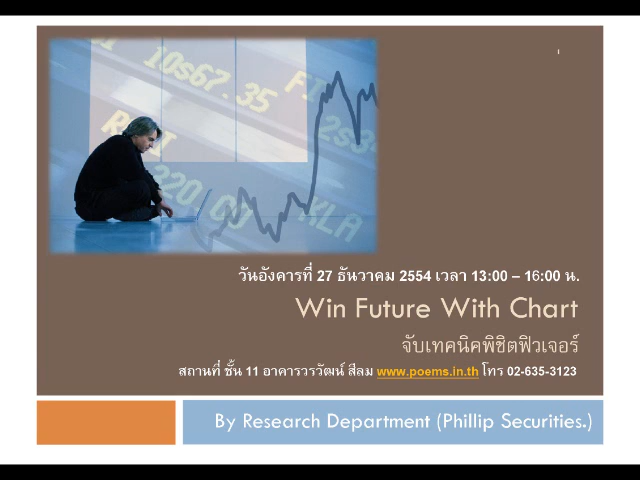 10s67.35
1
วันอังคารที่ 27 ธันวาคม 2554 เวลา 13:00 – 16:00 น.
Win Future With Chart
จับเทคนิคพิชิตฟิวเจอร์
สถานที่ ชั้น 11 อาคารวรวัฒน์ สีลม www.poems.in.th โทร 02-635-3123
By Research Department (Phillip Securities.)